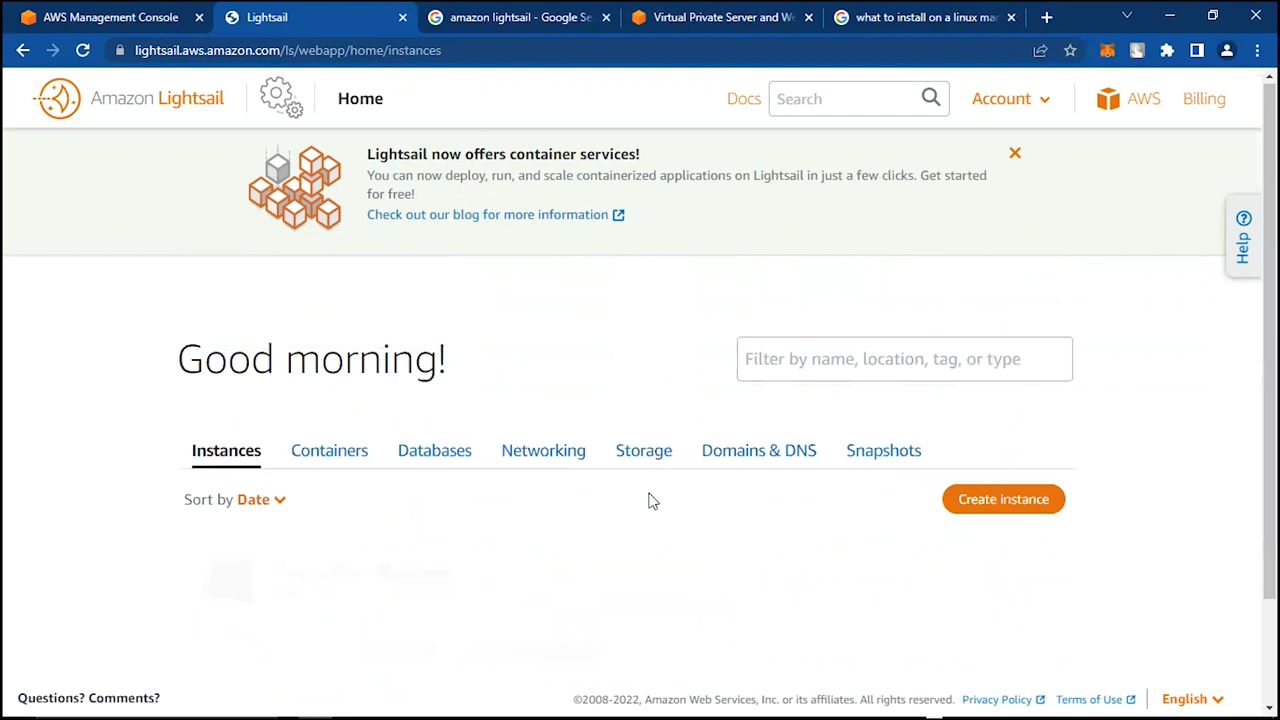 AWS Management Console
Lightsail
amazon lightsail - Google Se
Virtual Private Server and We
what to install on a linux ma
lightsail.aws.amazon.com/ls/webapp/home/instances
Amazon Lightsail
Home
Docs
Search
Account
AWS
Billing
Lightsail now offers container services!
You can now deploy, run, and scale containerized applications on Lightsail in just a few clicks. Get started
for free!
Check out our blog for more information
Help
Good morning!
Filter by name, location, tag, or type
Instances Containers Databases Networking Storage Domains & DNS Snapshots
Sort by Date
Create instance
Questions? Comments?
©2008-2022, Amazon Web Services, Inc. or its affiliates. All rights reserved.
Privacy Policy
Terms of Use
English